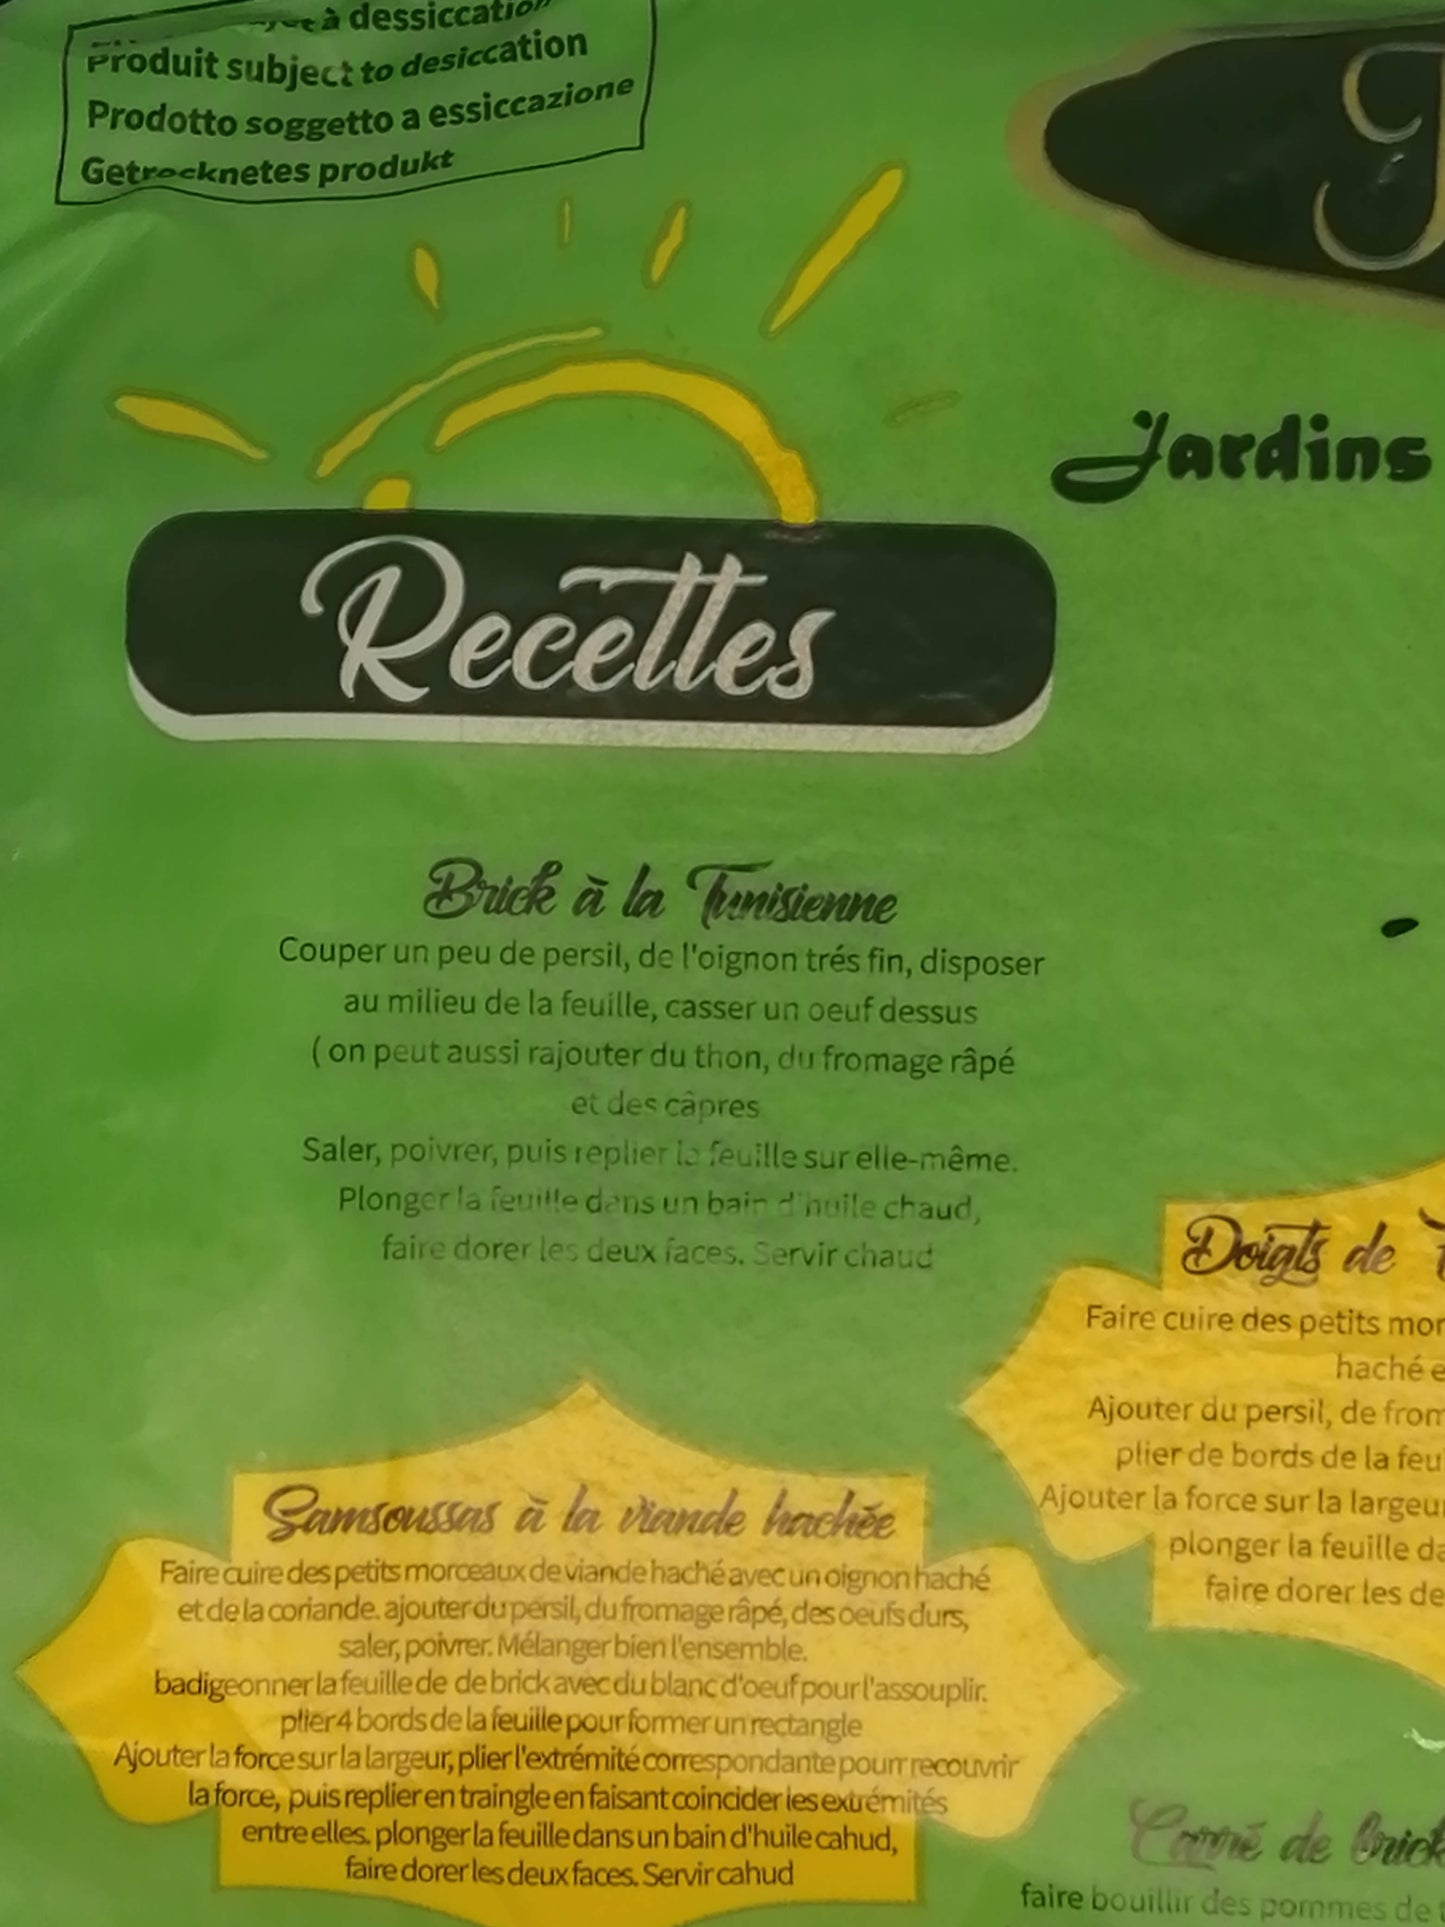 à dessiccation
Produit subject to desiccation
Prodotto soggetto a essiccazione
Getrocknetes produkt
Jardins
Recettes
Brick à la Tunisienne
Couper un peu de persil, de l'oignon trés fin, disposer
au milieu de la feuille, casser un oeuf dessus
( on peut aussi rajouter du thon, du fromage râpé
et des câpres
Saler, poivrer, puis replier la feuille sur elle-même.
Plonger la feuille dans un bain d'huile chaud,
faire dorer les deux faces. Servir chaud
Doigts de
Faire cuire des petits
haché
Ajouter du persil, de
plier de bords de la
Ajouter la force sur la
plonger la feuille
faire dorer les
Samsoussas à la viande hachée
Faire cuire des petits morceaux de viande haché avec un oignon haché
et de la coriande. ajouter du persil, du fromage râpé, des oeufs durs,
saler, poivrer. Mélanger bien l'ensemble.
badigeonner la feuille de de brick avec du blanc d'oeuf pour l'assouplir.
plier 4 bords de la feuille pour former un rectangle
Ajouter la force sur la largeur, plier l'extrémité correspondante pourr recouvrir
la force, puis replier en traingle en faisant coincider les extrémités
entre elles. plonger la feuille dans un bain d'huile cahud,
faire dorer les deux faces. Servir cahud
Carré de brick
faire bouillir des pommes de